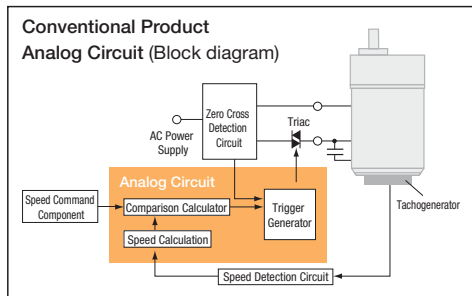 Conventional Product
Analog Circuit (Block diagram)
Zero Cross
Detection
Circuit
Triac
AC Power
Supply
Analog Circuit
Speed Command
Component
Comparison Calculator
Trigger
Generator
Tachogenerator
Speed Calculation
Speed Detection Circuit